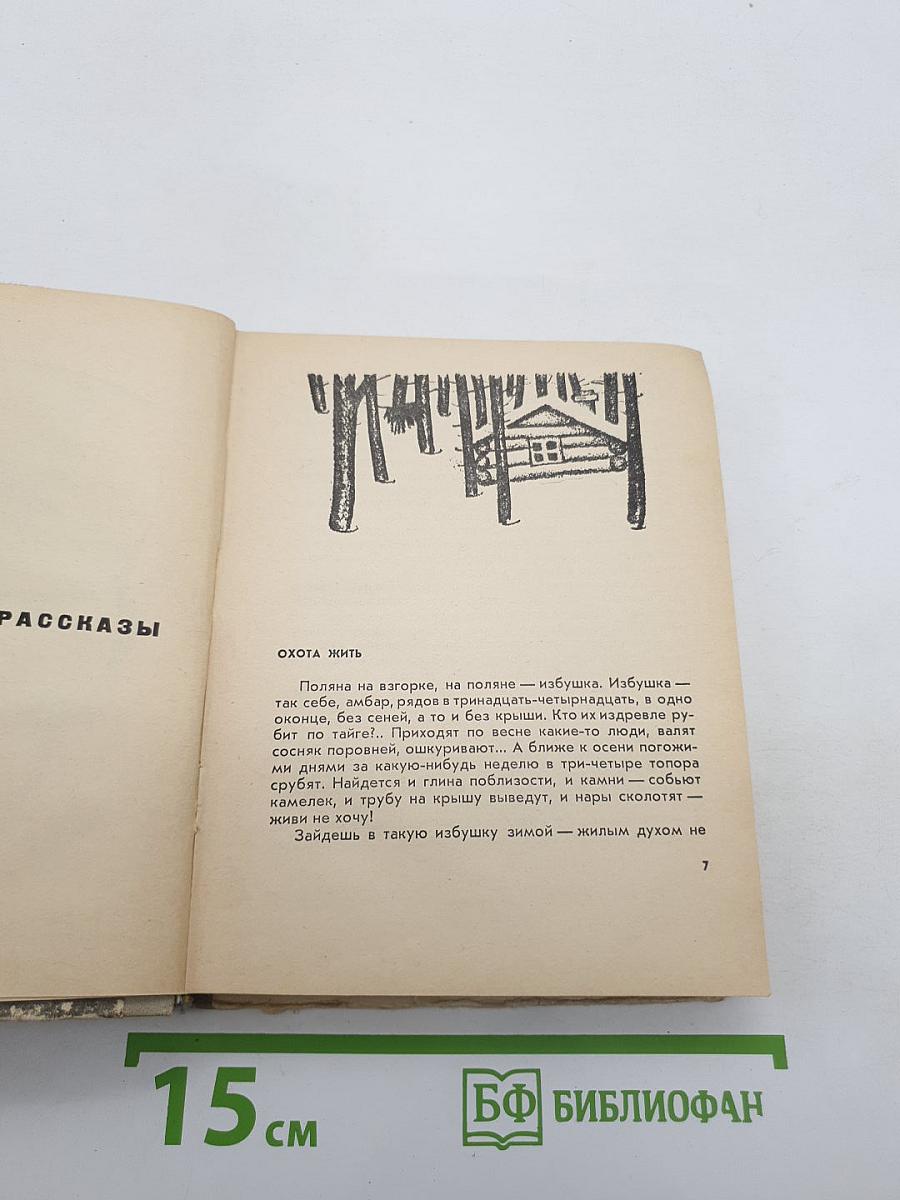 РАССКАЗЫ
ОХОТА ЖИТЬ
Поляна на взгорке, на поляне — избушка. Избушка —
так себе, амбар, рядов в тринадцать-четырнадцать, в одно
оконце, без сеней, а то и без крыши. Кто их издревле ру-
бит по тайге?.. Приходят по весне какие-то люди, валят
сосняк поровней, ошкуривают... А ближе к осени погожи-
ми днями за какую-нибудь неделю в три-четыре топора
срубят. Найдется и глина поблизости, и камни — собьют
камелек, и трубу на крышу выведут, и нары сколотят —
живи не хочу!
Зайдешь в такую избушку зимой — жилым духом не
7
15 см
БФ БИБЛИОФАН